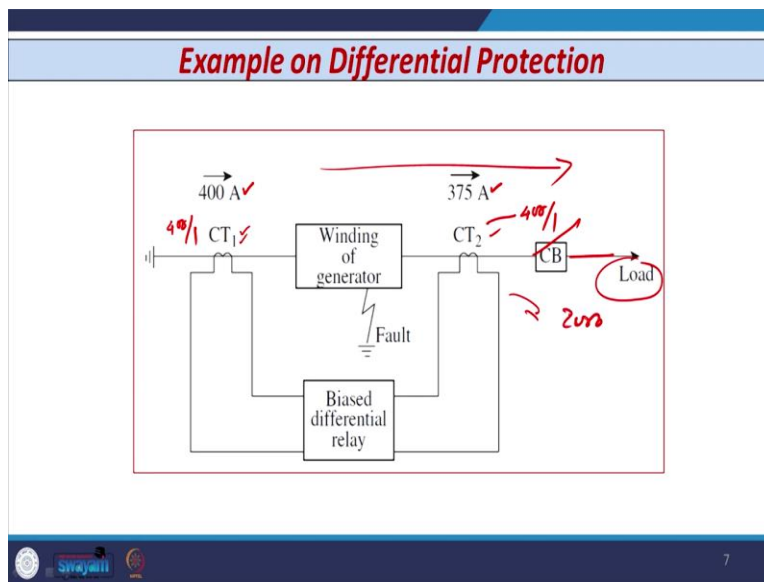 Example on Differential Protection
400 A
375 A
400/1
400/1
CT1
Winding
of
generator
CT2
CB
Load
Fault
2000
Biased
differential
relay
swayam
7